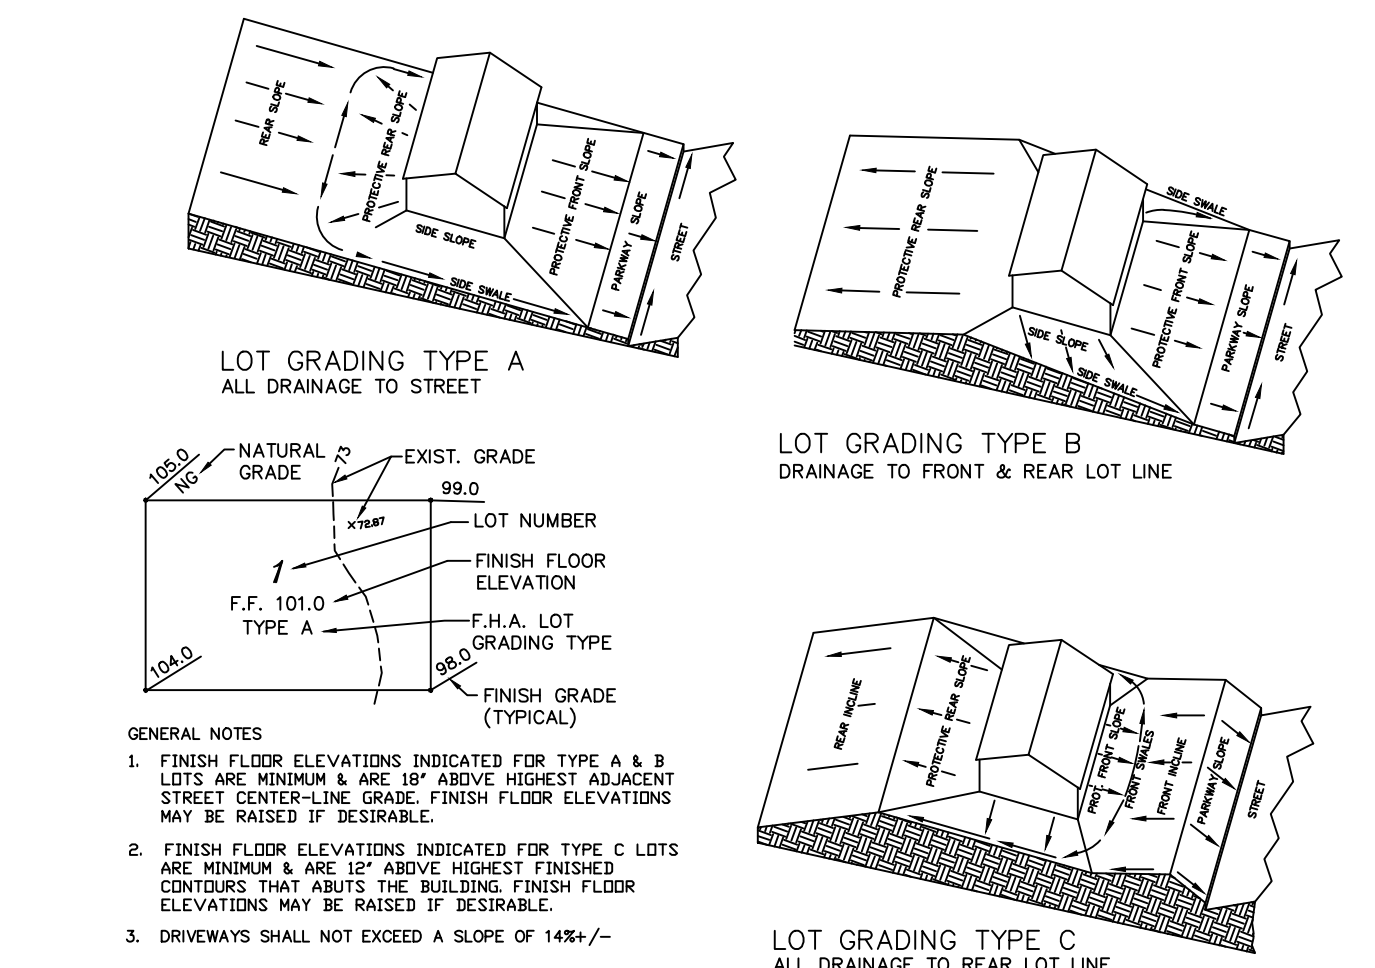 REAR SLOPE
PROTECTIVE REAR SLOPE
SIDE SLOPE
SIDE SWALE
PROTECTIVE FRONT SLOPE
PARKWAY SLOPE
STREET
LOT GRADING TYPE A
ALL DRAINAGE TO STREET
PROTECTIVE REAR SLOPE
SIDE SWALE
SIDE SLOPE
SIDE SWALE
PROTECTIVE FRONT SLOPE
PARKWAY SLOPE
STREET
LOT GRADING TYPE B
DRAINAGE TO FRONT & REAR LOT LINE
105.0
NG
NATURAL
GRADE
73
EXIST. GRADE
99.0
×72.87
LOT NUMBER
1
FINISH FLOOR
ELEVATION
F.F. 101.0
TYPE A
F.H.A. LOT
GRADING TYPE
104.0
98.0
FINISH GRADE
(TYPICAL)
GENERAL NOTES
1. FINISH FLOOR ELEVATIONS INDICATED FOR TYPE A & B
LOTS ARE MINIMUM & ARE 18" ABOVE HIGHEST ADJACENT
STREET CENTER-LINE GRADE. FINISH FLOOR ELEVATIONS
MAY BE RAISED IF DESIRABLE.
2. FINISH FLOOR ELEVATIONS INDICATED FOR TYPE C LOTS
ARE MINIMUM & ARE 12" ABOVE HIGHEST FINISHED
CONTOURS THAT ABUTS THE BUILDING. FINISH FLOOR
ELEVATIONS MAY BE RAISED IF DESIRABLE.
3. DRIVEWAYS SHALL NOT EXCEED A SLOPE OF 14%+/-
REAR INCLINE
PROTECTIVE REAR SLOPE
PROT. FRONT SLOPE
FRONT SWALES
FRONT INCLINE
PARKWAY SLOPE
STREET
LOT GRADING TYPE C
ALL DRAINAGE TO REAR LOT LINE